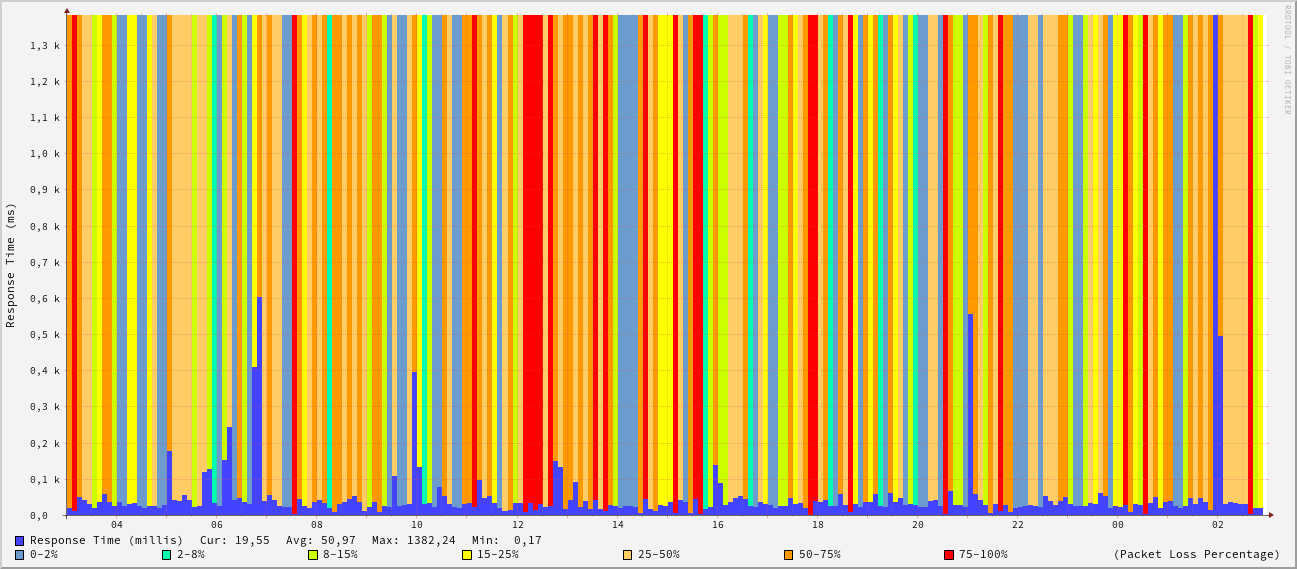 RRDTOOL / TOBI OETIKER
Response Time (ms)
1,3 k
1,2 k
1,1 k
1,0 k
0,9 k
0,8 k
0,7 k
0,6 k
0,5 k
0,4 k
0,3 k
0,2 k
0,1 k
0,0
04 06 08 10 12 14 16 18 20 22 00 02
Response Time (millis) Cur: 19,55 Avg: 50,97 Max: 1382,24 Min: 0,17
0-2% 2-8% 8-15% 15-25% 25-50% 50-75% 75-100% (Packet Loss Percentage)